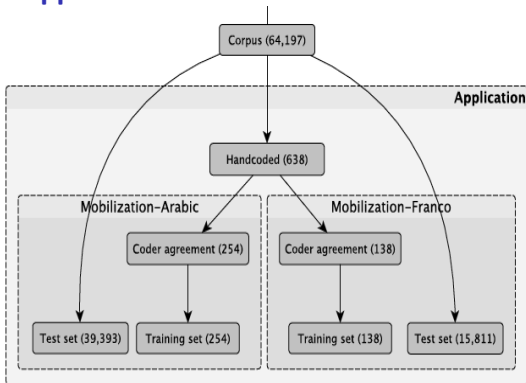 Corpus (64,197)
Application
Handcoded (638)
Mobilization-Arabic
Mobilization-Franco
Coder agreement (254)
Coder agreement (138)
Test set (39,393)
Training set (254)
Training set (138)
Test set (15,811)